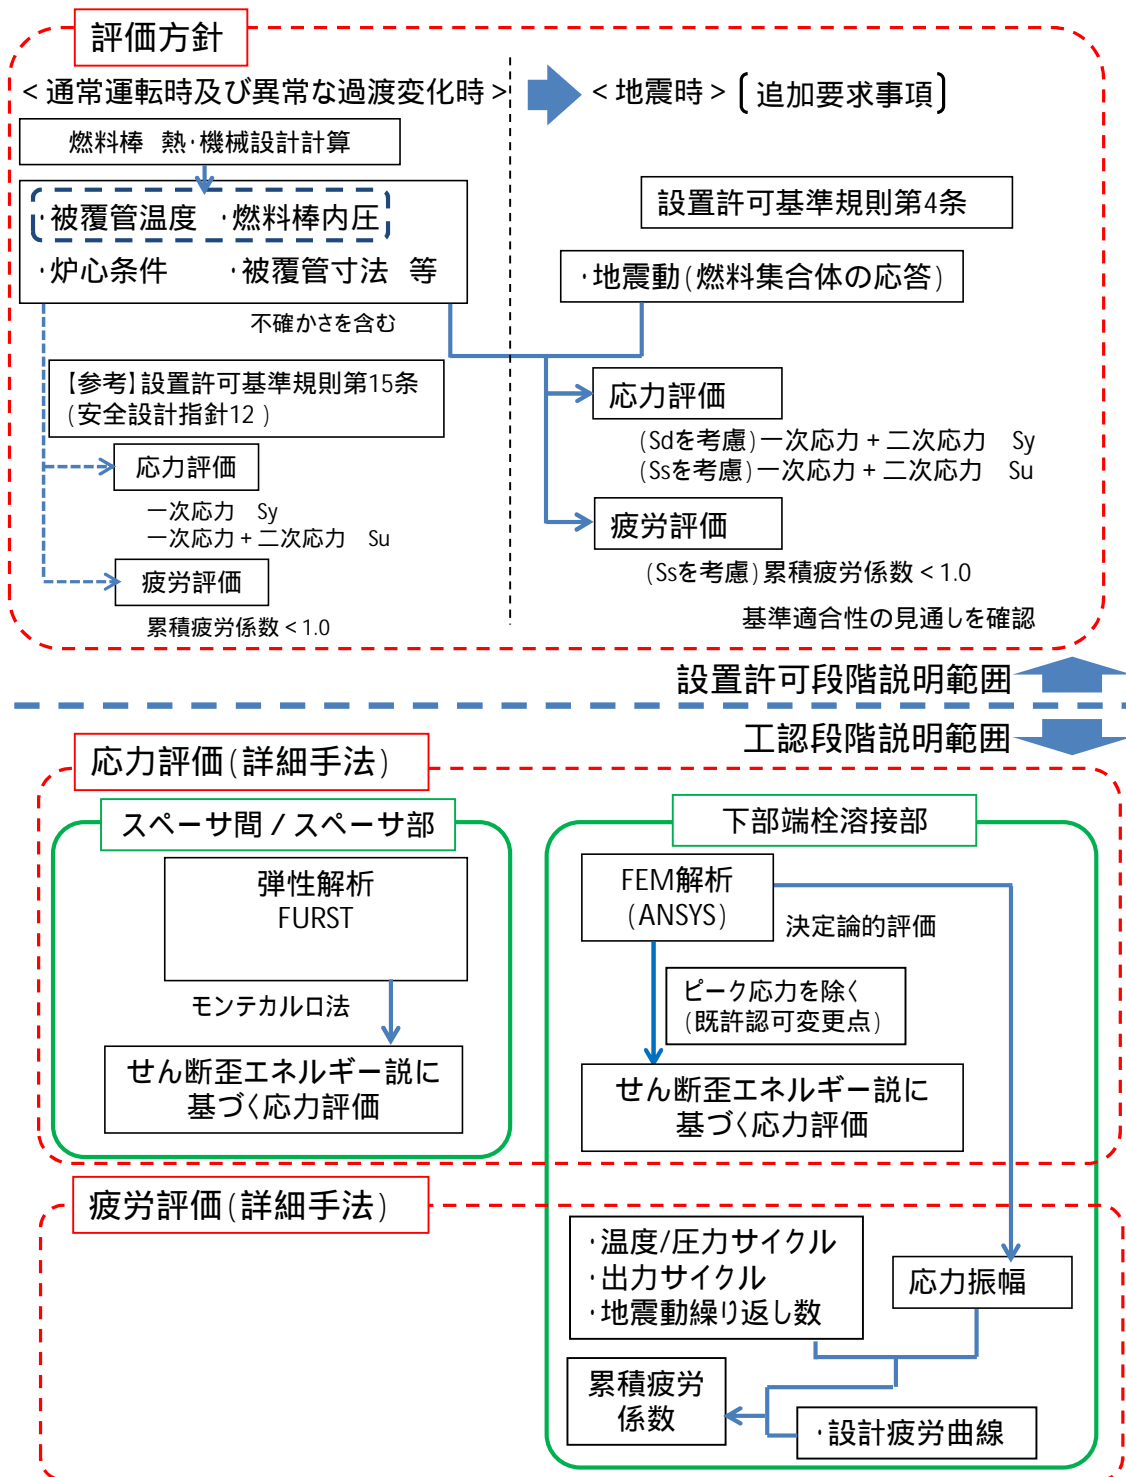 評価方針
<通常運転時及び異常な過渡変化時>
<地震時>〔追加要求事項〕
燃料棒 熱・機械設計計算
・被覆管温度 ・燃料棒内圧
・炉心条件 ・被覆管寸法 等
不確かさを含む
設置許可基準規則第4条
・地震動(燃料集合体の応答)
【参考】設置許可基準規則第15条
(安全設計指針12 )
応力評価
一次応力 Sy
一次応力+二次応力 Su
疲労評価
累積疲労係数<1.0
応力評価
(Sdを考慮)一次応力+二次応力 Sy
(Ssを考慮)一次応力+二次応力 Su
疲労評価
(Ssを考慮)累積疲労係数<1.0
基準適合性の見通しを確認
設置許可段階説明範囲
工認段階説明範囲
応力評価(詳細手法)
スペーサ間/スペーサ部
弾性解析
FURST
モンテカルロ法
せん断歪エネルギー説に
基づく応力評価
下部端栓溶接部
FEM解析
(ANSYS)
決定論的評価
ピーク応力を除く
(既許認可変更点)
せん断歪エネルギー説に
基づく応力評価
疲労評価(詳細手法)
・温度/圧力サイクル
・出力サイクル
・地震動繰り返し数
応力振幅
累積疲労
係数
・設計疲労曲線